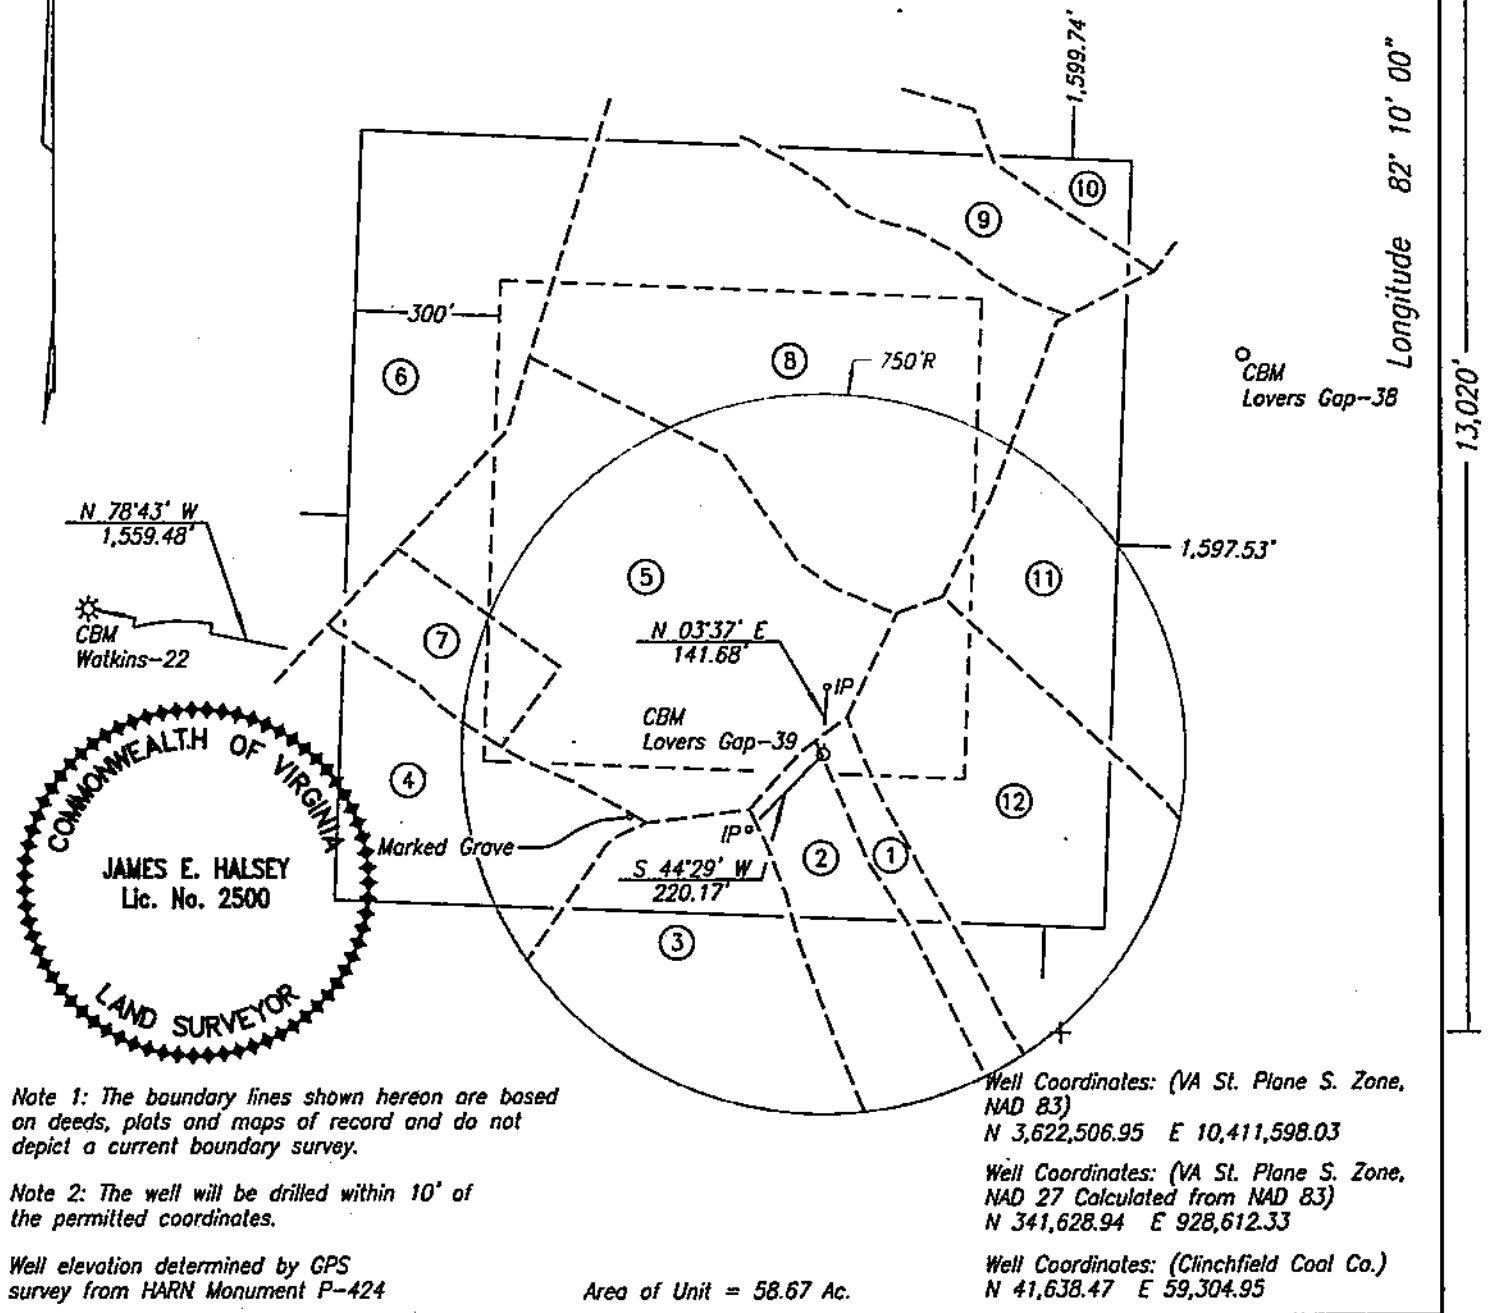 1,599.74'
Longitude 82° 10' 00"
13,020'
10
9
300'
8
750'R
6
CBM
Lovers Gap-38
N 78°43' W
1,559.48'
1,597.53'
5
11
CBM
Watkins-22
7
N 03°37' E
141.68'
IP
CBM
Lovers Gap-39
4
12
Marked Grave
IP
2
1
S 44°29' W
220.17'
3
COMMONWEALTH OF VIRGINIA
JAMES E. HALSEY
Lic. No. 2500
LAND SURVEYOR
Note 1: The boundary lines shown hereon are based
on deeds, plats and maps of record and do not
depict a current boundary survey.
Note 2: The well will be drilled within 10' of
the permitted coordinates.
Well elevation determined by GPS
survey from HARN Monument P-424
Area of Unit = 58.67 Ac.
Well Coordinates: (VA St. Plane S. Zone,
NAD 83)
N 3,622,506.95 E 10,411,598.03
Well Coordinates: (VA St. Plane S. Zone,
NAD 27 Calculated from NAD 83)
N 341,628.94 E 928,612.33
Well Coordinates: (Clinchfield Coal Co.)
N 41,638.47 E 59,304.95